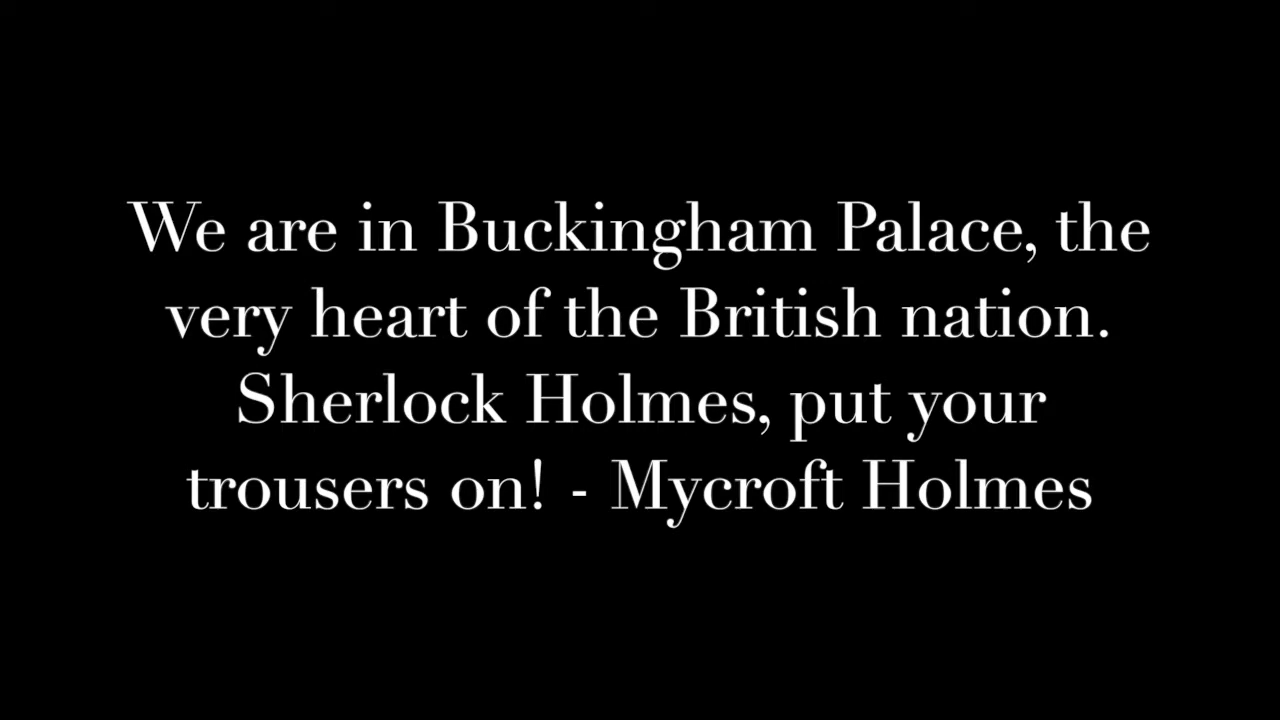 We are in Buckingham Palace, the
very heart of the British nation.
Sherlock Holmes, put your
trousers on! - Mycroft Holmes